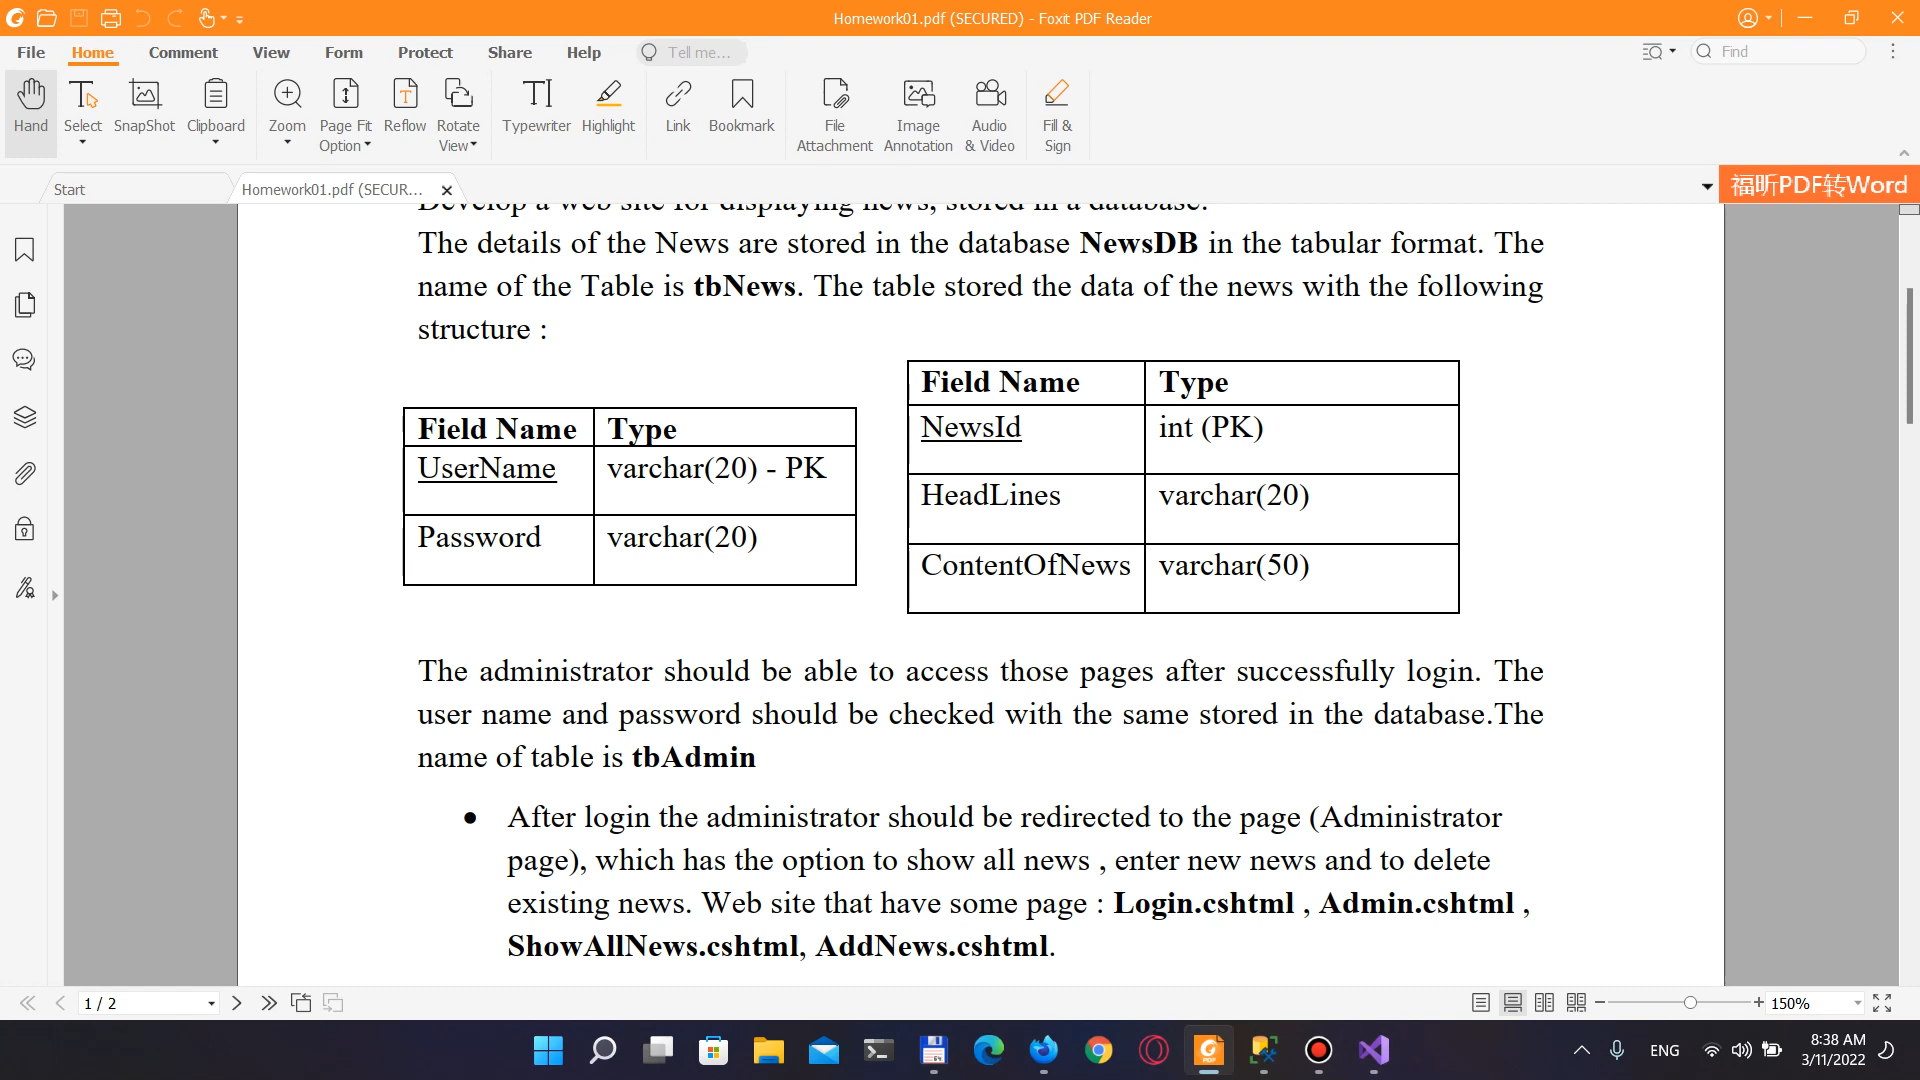 Homework01.pdf (SECURED) - Foxit PDF Reader
File Home Comment View Form Protect Share Help Tell me... Find
Hand Select SnapShot Clipboard Zoom Page Fit Option Reflow Rotate View Typewriter Highlight Link Bookmark File Attachment Image Annotation Audio & Video Fill & Sign
Start Homework01.pdf (SECUR... 福昕PDF转Word
Develop a web site for displaying news, stored in a database.
The details of the News are stored in the database NewsDB in the tabular format. The
name of the Table is tbNews. The table stored the data of the news with the following
structure :
Field Name Type
UserName varchar(20) - PK
Password varchar(20)
Field Name Type
NewsId int (PK)
HeadLines varchar(20)
ContentOfNews varchar(50)
The administrator should be able to access those pages after successfully login. The
user name and password should be checked with the same stored in the database.The
name of table is tbAdmin
• After login the administrator should be redirected to the page (Administrator
page), which has the option to show all news , enter new news and to delete
existing news. Web site that have some page : Login.cshtml , Admin.cshtml ,
ShowAllNews.cshtml, AddNews.cshtml.
1 / 2 150%
ENG 8:38 AM
3/11/2022